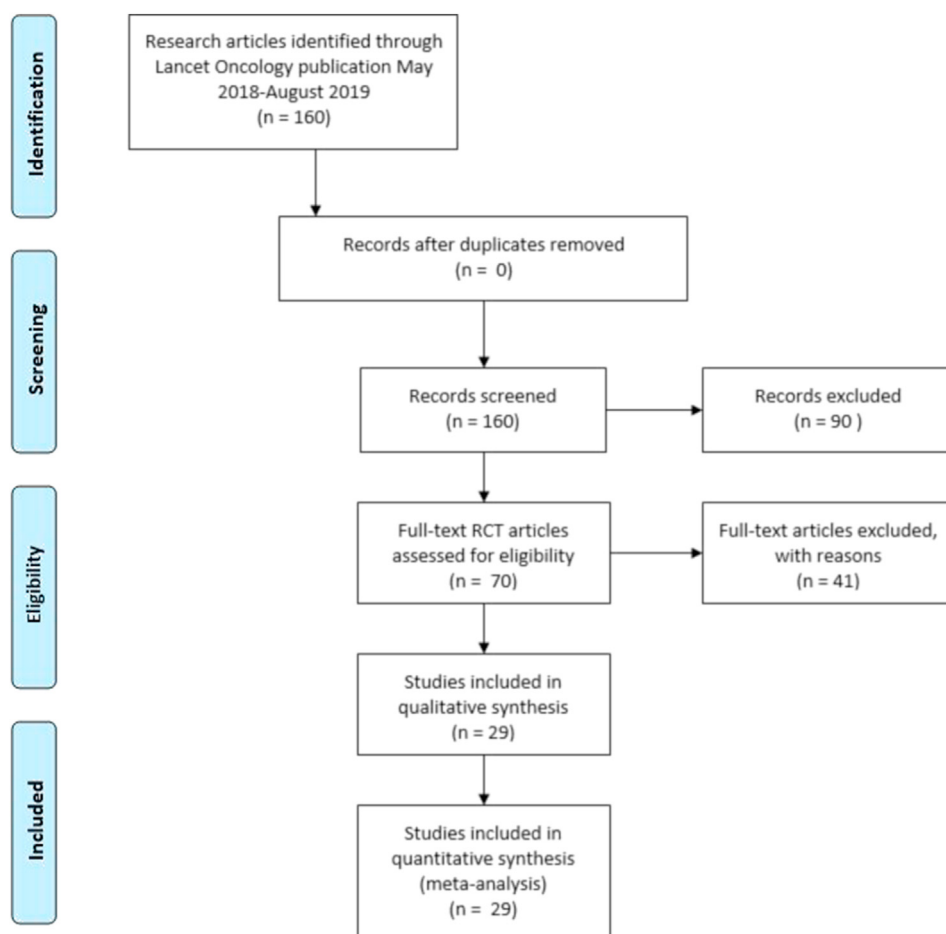 Identification
Research articles identified through
Lancet Oncology publication May
2018-August 2019
(n = 160)
Records after duplicates removed
(n =  0)
Screening
Records screened
(n = 160)
Records excluded
(n = 90 )
Eligibility
Full-text RCT articles
assessed for eligibility
(n =  70)
Full-text articles excluded,
with reasons
(n = 41)
Studies included in
qualitative synthesis
(n = 29)
Included
Studies included in
quantitative synthesis
(meta-analysis)
(n =  29)